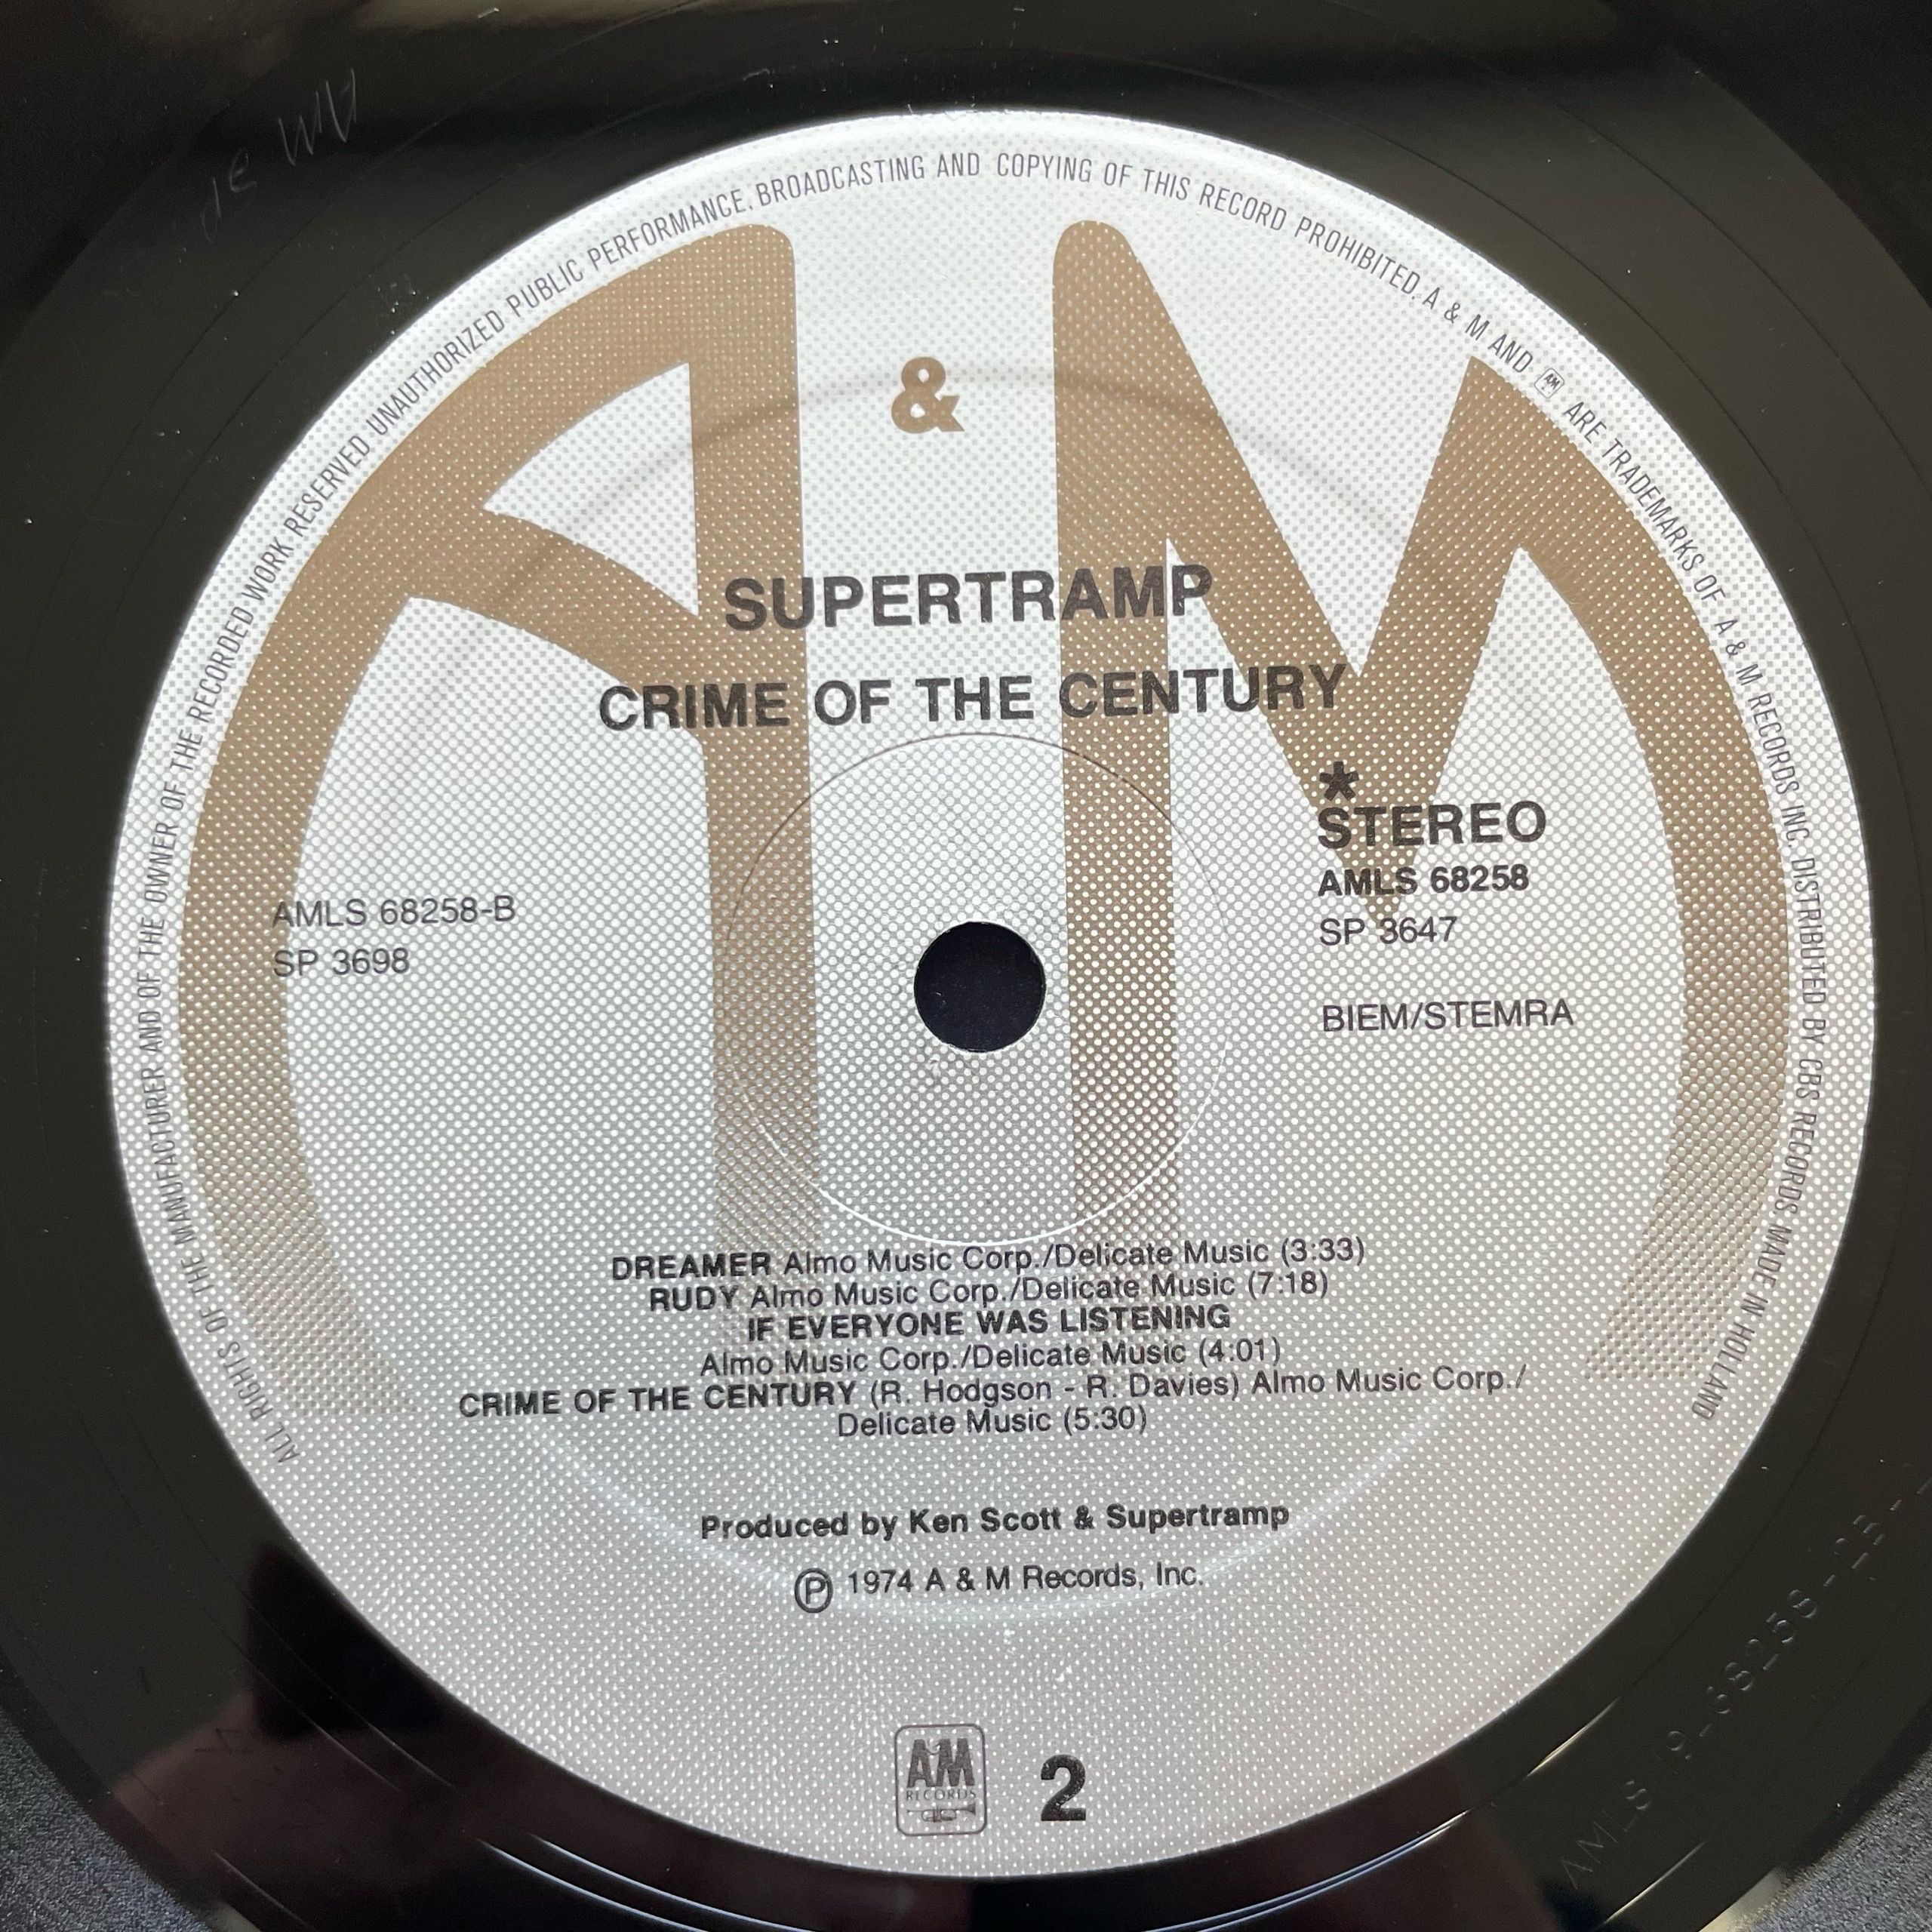 ALL RIGHTS OF THE MANUFACTURER AND OF THE OWNER OF THE RECORDED WORK RESERVED UNAUTHORIZED PUBLIC PERFORMANCE, BROADCASTING AND COPYING OF THIS RECORD PROHIBITED. A & M AND AM ARE TRADEMARKS OF A & M RECORDS INC. DISTRIBUTED BY CBS RECORDS MADE IN HOLLAND
A & M
SUPERTRAMP
CRIME OF THE CENTURY
*
STEREO
AMLS 68258
SP 3647
BIEM/STEMRA
AMLS 68258-B
SP 3698
DREAMER Almo Music Corp./Delicate Music (3:33)
RUDY Almo Music Corp./Delicate Music (7:18)
IF EVERYONE WAS LISTENING
Almo Music Corp./Delicate Music (4:01)
CRIME OF THE CENTURY (R. Hodgson - R. Davies) Almo Music Corp./
Delicate Music (5:30)
Produced by Ken Scott & Supertramp
Ⓟ 1974 A & M Records, Inc.
AM
RECORDS
2